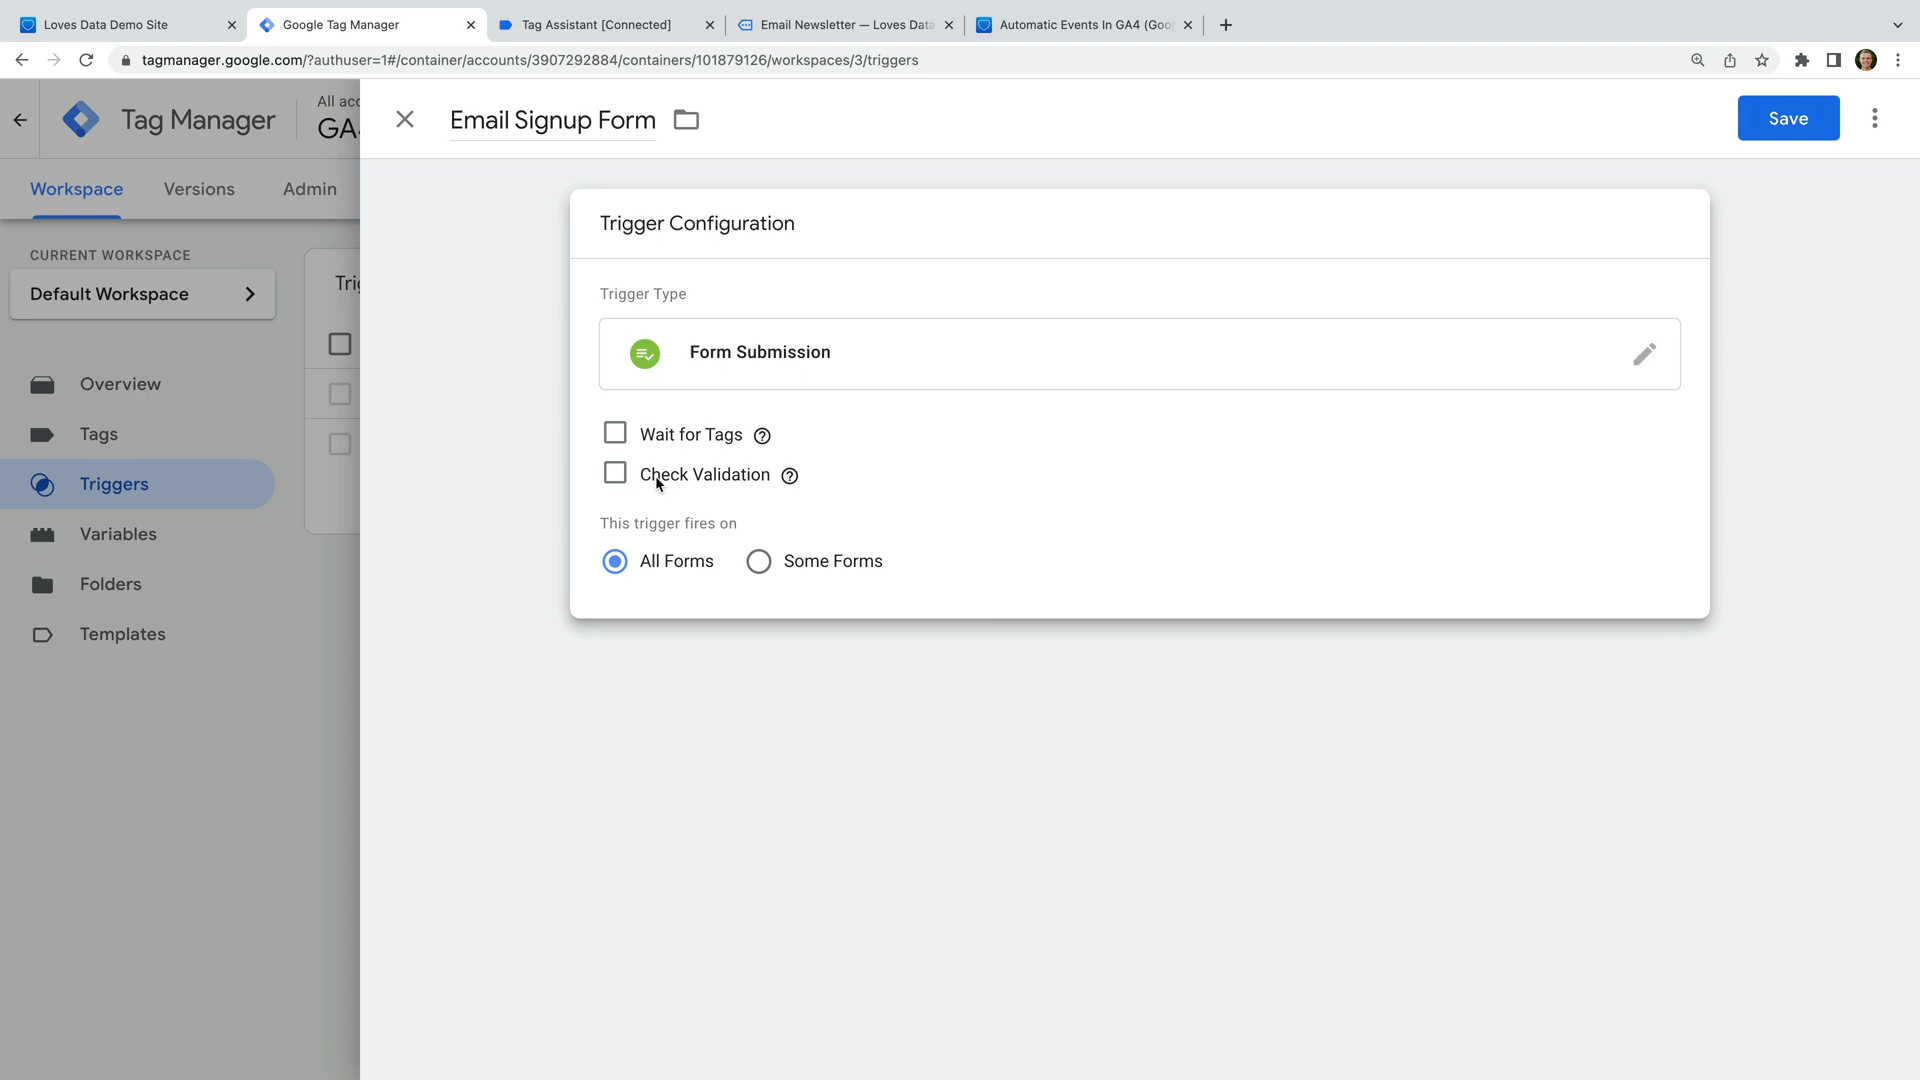 Loves Data Demo Site
Google Tag Manager
Tag Assistant [Connected]
Email Newsletter — Loves Data
Automatic Events In GA4 (Goo
tagmanager.google.com/?authuser=1#/container/accounts/3907292884/containers/101879126/workspaces/3/triggers
Tag Manager
All acc
GA4
Email Signup Form
Save
Workspace
Versions
Admin
CURRENT WORKSPACE
Default Workspace
Overview
Tags
Triggers
Variables
Folders
Templates
Trig
Trigger Configuration
Trigger Type
Form Submission
Wait for Tags
Check Validation
This trigger fires on
All Forms
Some Forms